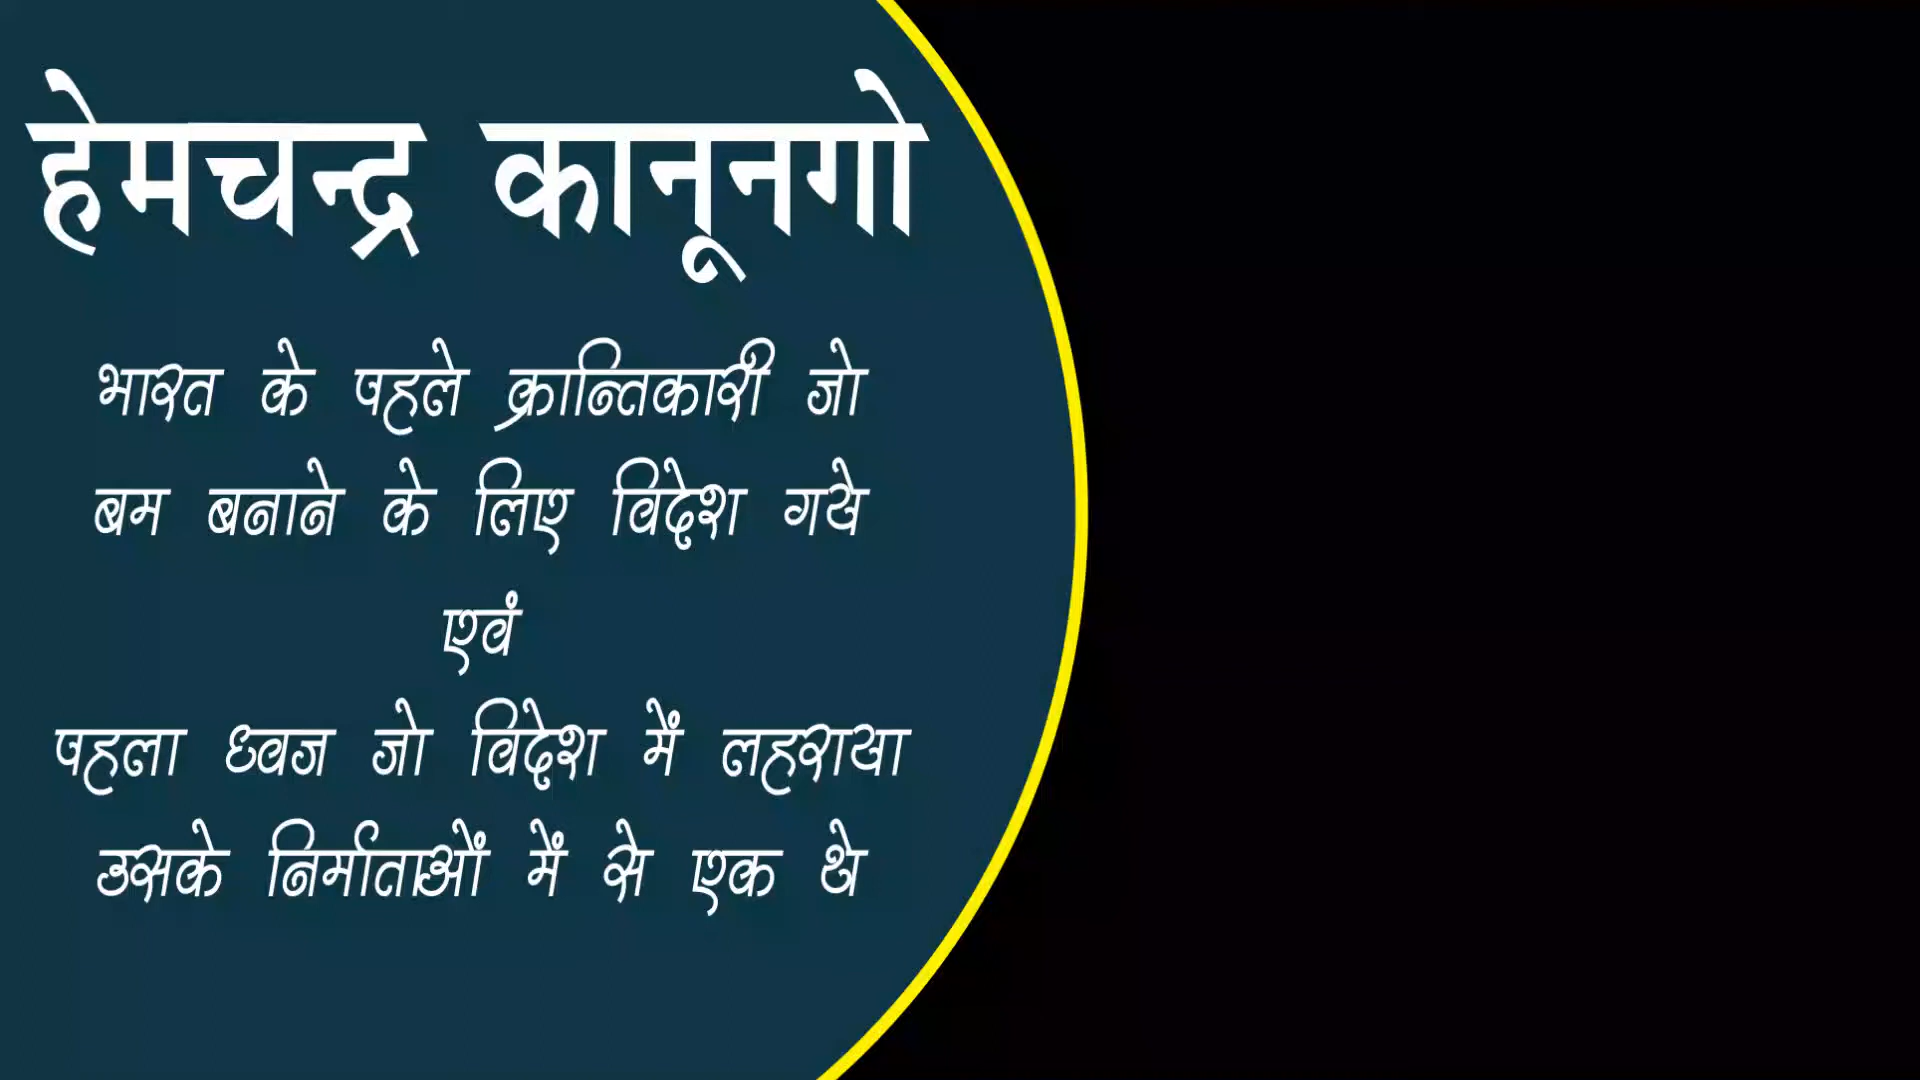 हेमचन्द्र कानूनगो
भारत के पहले क्रान्तिकारी जो
बम बनाने के लिए विदेश गये
एवं
पहला ध्वज जो विदेश में लहराया
उसके निर्माताओं में से एक थे